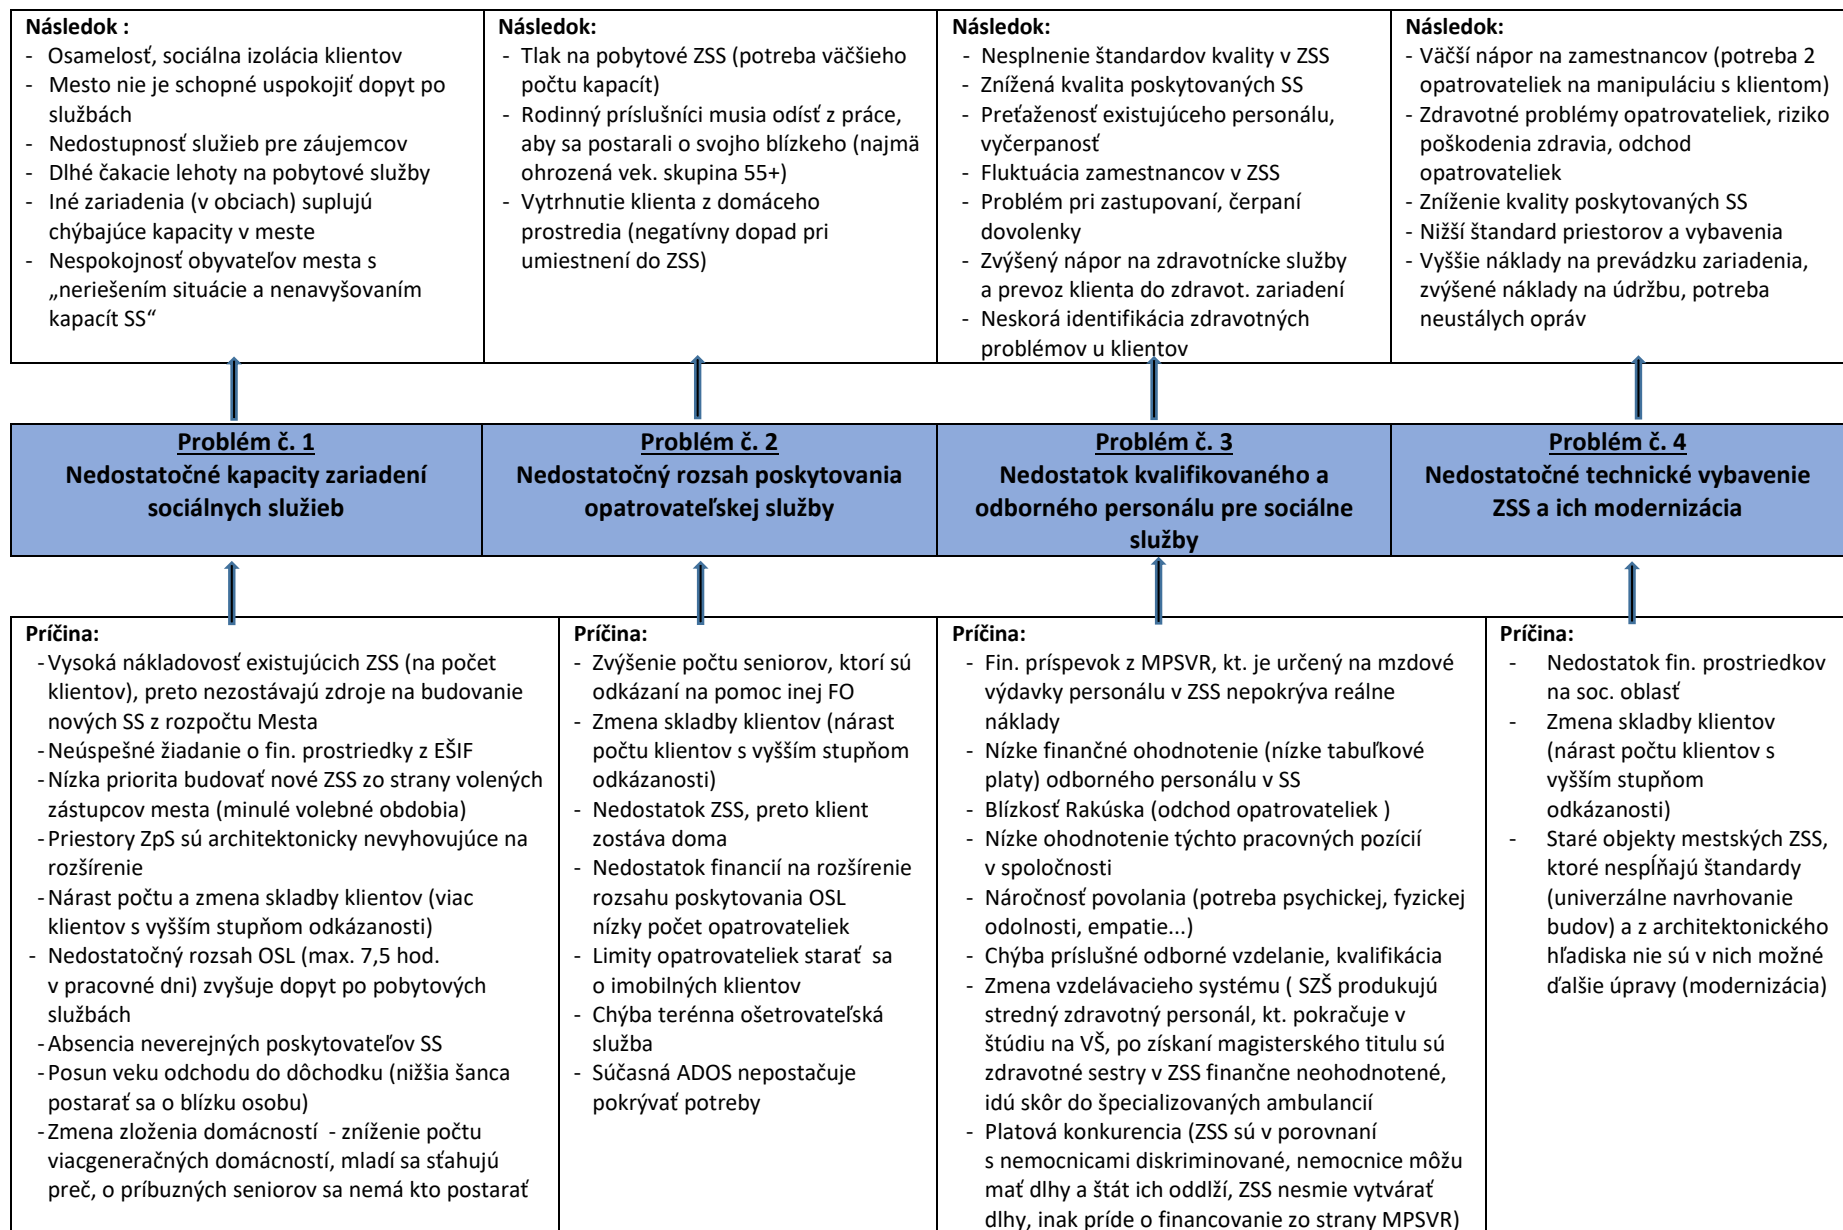 Následok :
- Osamelosť, sociálna izolácia klientov
- Mesto nie je schopné uspokojiť dopyt po
službách
- Nedostupnosť služieb pre záujemcov
- Dlhé čakacie lehoty na pobytové služby
- Iné zariadenia (v obciach) suplujú
chýbajúce kapacity v meste
- Nespokojnosť obyvateľov mesta s
„neriešením situácie a nenavyšovaním
kapacít SS“
Následok:
- Tlak na pobytové ZSS (potreba väčšieho
počtu kapacít)
- Rodinný príslušníci musia odísť z práce,
aby sa postarali o svojho blízkeho (najmä
ohrozená vek. skupina 55+)
- Vytrhnutie klienta z domáceho
prostredia (negatívny dopad pri
umiestnení do ZSS)
Následok:
- Nesplnenie štandardov kvality v ZSS
- Znížená kvalita poskytovaných SS
- Preťaženosť existujúceho personálu,
vyčerpanosť
- Fluktuácia zamestnancov v ZSS
- Problém pri zastupovaní, čerpaní
dovolenky
- Zvýšený nápor na zdravotnícke služby
a prevoz klienta do zdravot. zariadení
- Neskorá identifikácia zdravotných
problémov u klientov
Následok:
- Väčší nápor na zamestnancov (potreba 2
opatrovateliek na manipuláciu s klientom)
- Zdravotné problémy opatrovateliek, riziko
poškodenia zdravia, odchod
opatrovateliek
- Zníženie kvality poskytovaných SS
- Nižší štandard priestorov a vybavenia
- Vyššie náklady na prevádzku zariadenia,
zvýšené náklady na údržbu, potreba
neustálych opráv
Problém č. 1
Nedostatočné kapacity zariadení
sociálnych služieb
Problém č. 2
Nedostatočný rozsah poskytovania
opatrovateľskej služby
Problém č. 3
Nedostatok kvalifikovaného a
odborného personálu pre sociálne
služby
Problém č. 4
Nedostatočné technické vybavenie
ZSS a ich modernizácia
Príčina:
- Vysoká nákladovosť existujúcich ZSS (na počet
klientov), preto nezostávajú zdroje na budovanie
nových SS z rozpočtu Mesta
- Neúspešné žiadanie o fin. prostriedky z EŠIF
- Nízka priorita budovať nové ZSS zo strany volených
zástupcov mesta (minulé volebné obdobia)
- Priestory ZpS sú architektonicky nevyhovujúce na
rozšírenie
- Nárast počtu a zmena skladby klientov (viac
klientov s vyšším stupňom odkázanosti)
- Nedostatočný rozsah OSL (max. 7,5 hod.
v pracovné dni) zvyšuje dopyt po pobytových
službách
- Absencia neverejných poskytovateľov SS
- Posun veku odchodu do dôchodku (nižšia šanca
postarať sa o blízku osobu)
- Zmena zloženia domácností - zníženie počtu
viacgeneračných domácností, mladí sa sťahujú
preč, o príbuzných seniorov sa nemá kto postarať
Príčina:
- Zvýšenie počtu seniorov, ktorí sú
odkázaní na pomoc inej FO
- Zmena skladby klientov (nárast
počtu klientov s vyšším stupňom
odkázanosti)
- Nedostatok ZSS, preto klient
zostáva doma
- Nedostatok financií na rozšírenie
rozsahu poskytovania OSL
nízky počet opatrovateliek
- Limity opatrovateliek starať sa
o imobilných klientov
- Chýba terénna ošetrovateľská
služba
- Súčasná ADOS nepostačuje
pokrývať potreby
Príčina:
- Fin. príspevok z MPSVR, kt. je určený na mzdové
výdavky personálu v ZSS nepokrýva reálne
náklady
- Nízke finančné ohodnotenie (nízke tabuľkové
platy) odborného personálu v SS
- Blízkosť Rakúska (odchod opatrovateliek )
- Nízke ohodnotenie týchto pracovných pozícií
v spoločnosti
- Náročnosť povolania (potreba psychickej, fyzickej
odolnosti, empatie...)
- Chýba príslušné odborné vzdelanie, kvalifikácia
- Zmena vzdelávacieho systému ( SZŠ produkujú
stredný zdravotný personál, kt. pokračuje v
štúdiu na VŠ, po získaní magisterského titulu sú
zdravotné sestry v ZSS finančne neohodnotené,
idú skôr do špecializovaných ambulancií
- Platová konkurencia (ZSS sú v porovnaní
s nemocnicami diskriminované, nemocnice môžu
mať dlhy a štát ich oddlží, ZSS nesmie vytvárať
dlhy, inak príde o financovanie zo strany MPSVR)
Príčina:
- Nedostatok fin. prostriedkov
na soc. oblasť
- Zmena skladby klientov
(nárast počtu klientov s
vyšším stupňom
odkázanosti)
- Staré objekty mestských ZSS,
ktoré nespĺňajú štandardy
(univerzálne navrhovanie
budov) a z architektonického
hľadiska nie sú v nich možné
ďalšie úpravy (modernizácia)